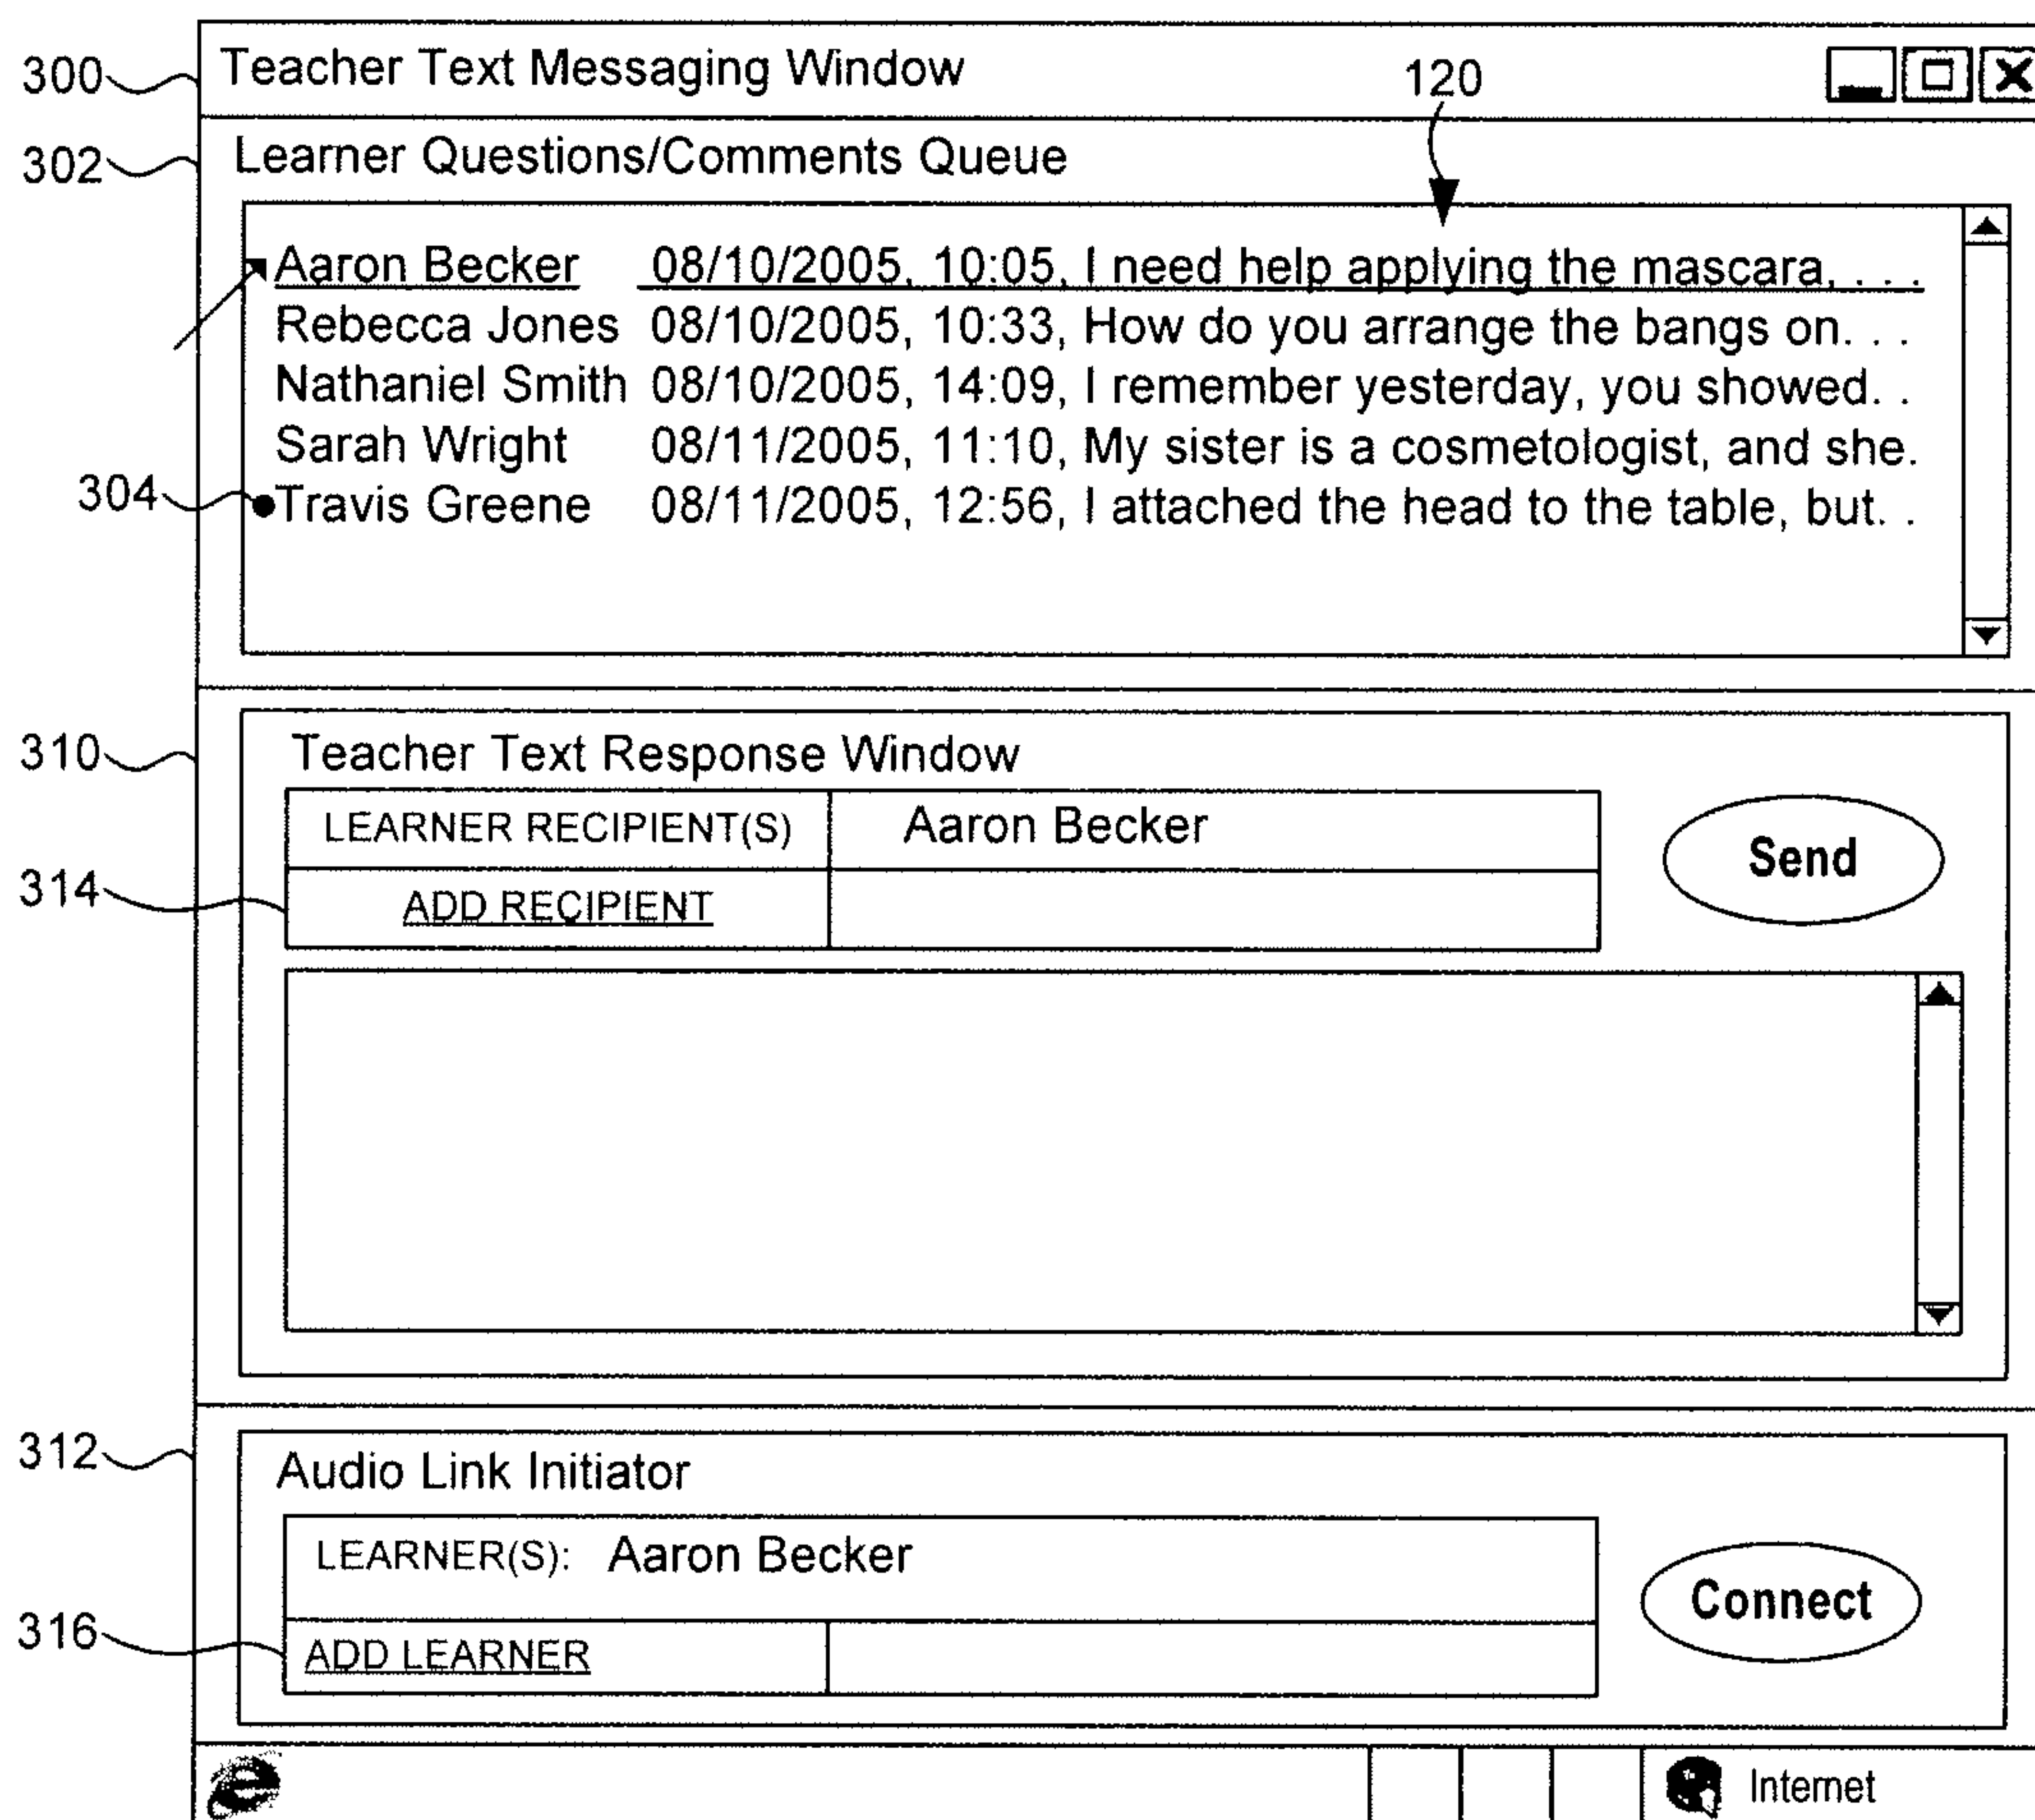 300 Teacher Text Messaging Window 120
302 Learner Questions/Comments Queue
Aaron Becker 08/10/2005, 10:05, I need help applying the mascara, . . .
Rebecca Jones 08/10/2005, 10:33, How do you arrange the bangs on. . .
Nathaniel Smith 08/10/2005, 14:09, I remember yesterday, you showed. .
Sarah Wright 08/11/2005, 11:10, My sister is a cosmetologist, and she.
304 Travis Greene 08/11/2005, 12:56, I attached the head to the table, but. .
310 Teacher Text Response Window
LEARNER RECIPIENT(S) Aaron Becker Send
314 ADD RECIPIENT
312 Audio Link Initiator
LEARNER(S): Aaron Becker Connect
316 ADD LEARNER
Internet